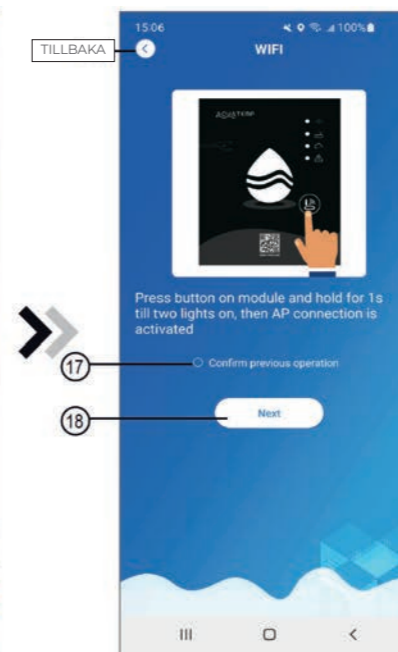 15:06
100%
TILLBAKA
WIFI
Press button on module and hold for 1s
till two lights on, then AP connection is
activated
17
Confirm previous operation
18
Next